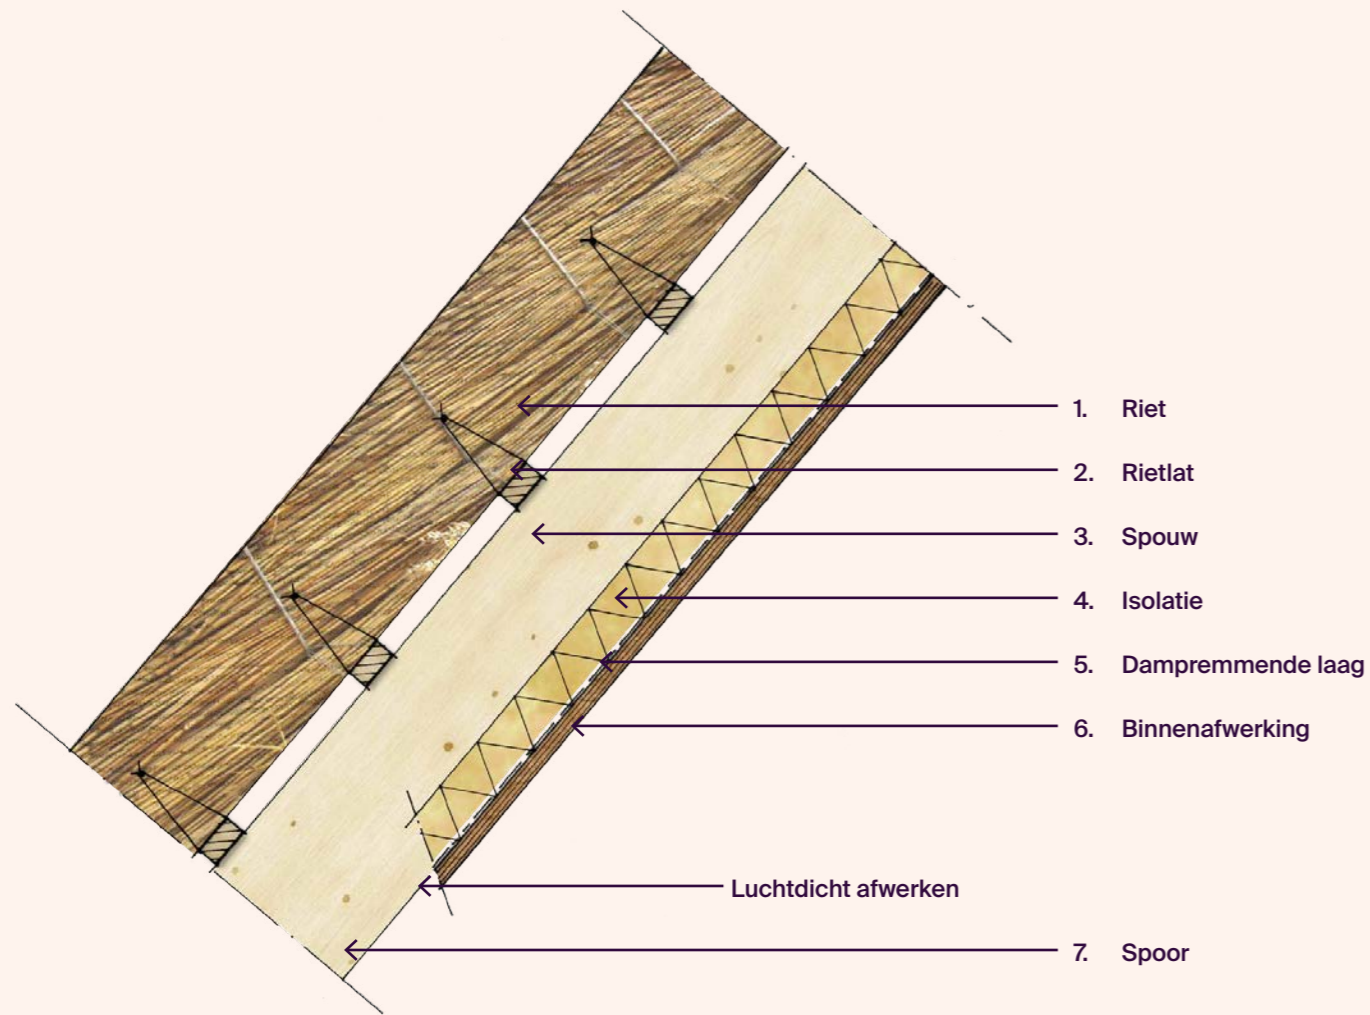 1. Riet
2. Rietlat
3. Spouw
4. Isolatie
5. Dampremmende laag
6. Binnenafwerking
Luchtdicht afwerken
7. Spoor